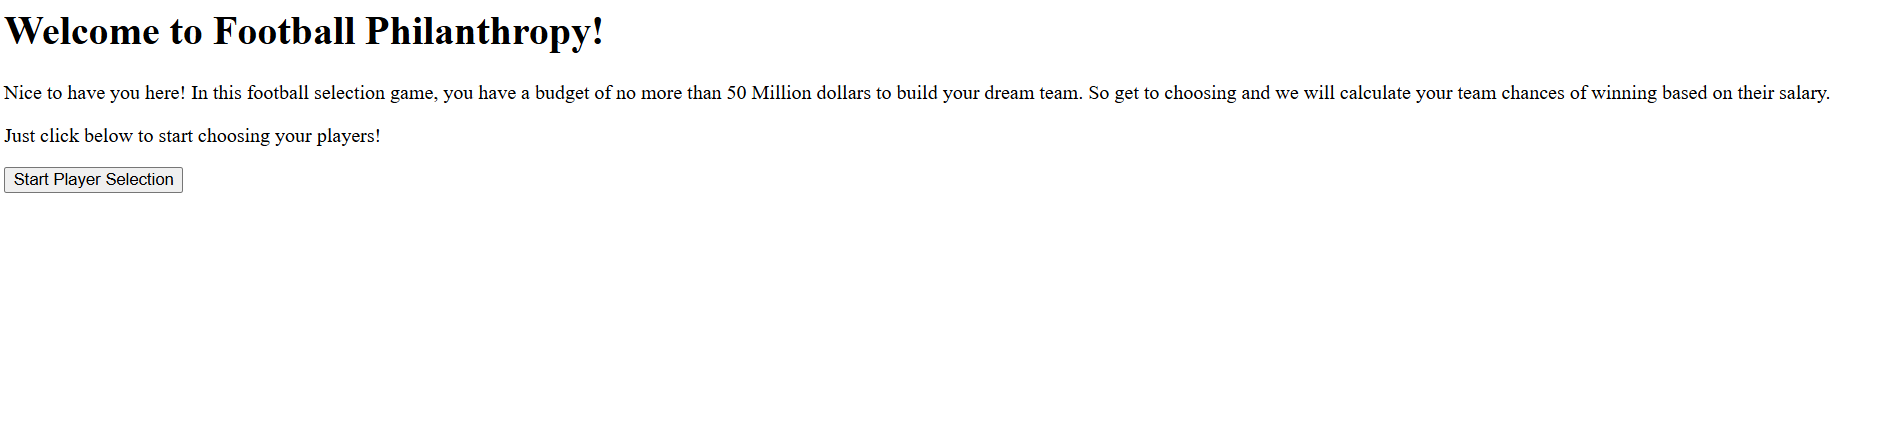 Welcome to Football Philanthropy!
Nice to have you here! In this football selection game, you have a budget of no more than 50 Million dollars to build your dream team. So get to choosing and we will calculate your team chances of winning based on their salary.
Just click below to start choosing your players!
Start Player Selection